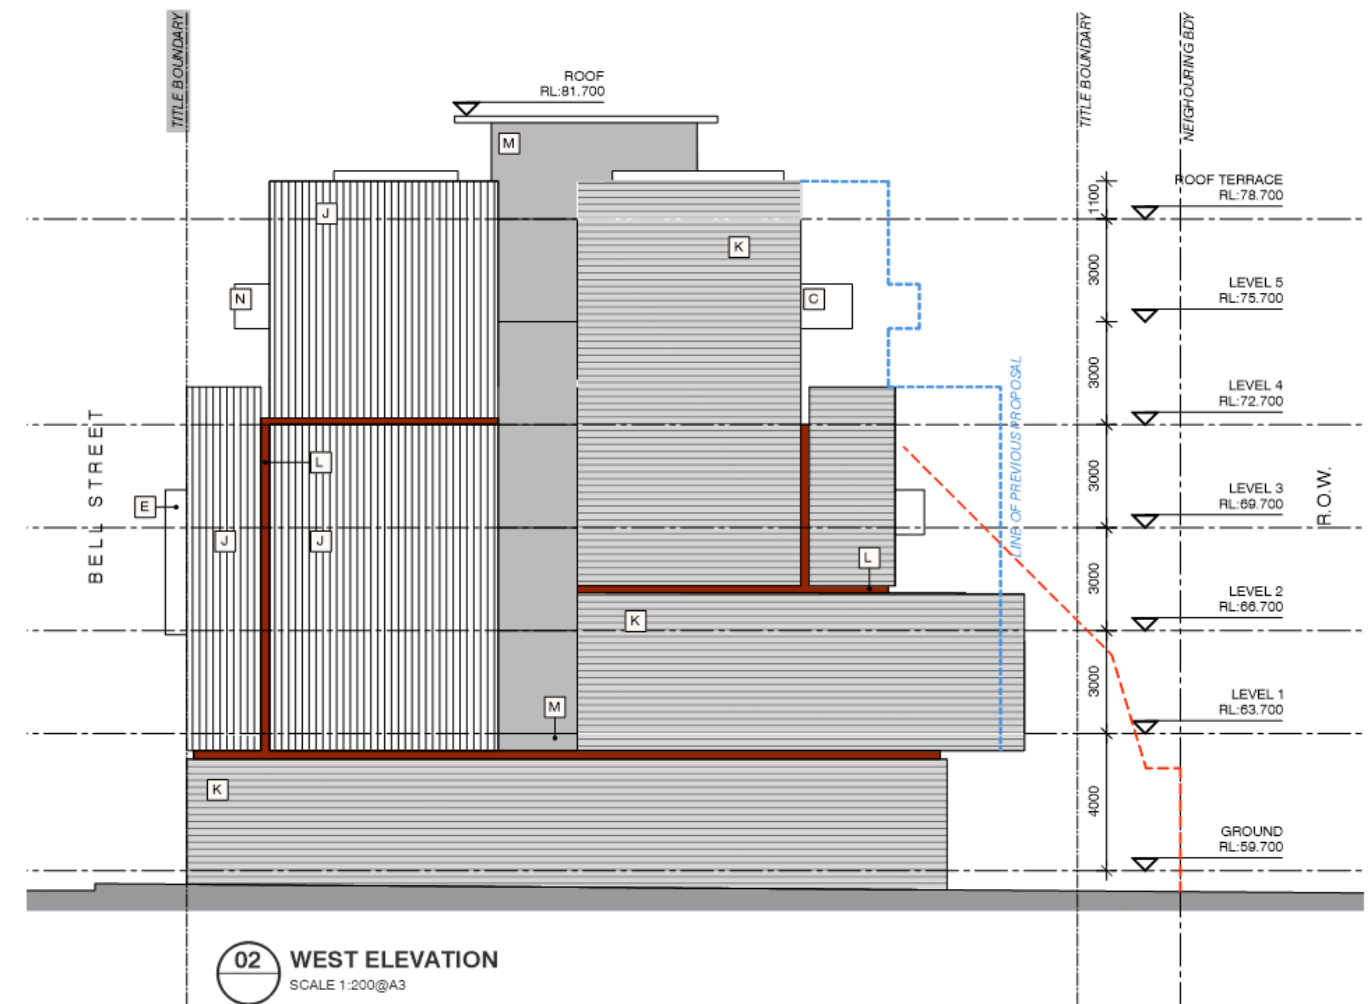 TITLE BOUNDARY
TITLE BOUNDARY
NEIGHOURING BDY
ROOF
RL:81.700
M
ROOF TERRACE
RL:78.700
1100
J
K
3000
N
C
LEVEL 5
RL:75.700
3000
LINE OF PREVIOUS PROPOSAL
LEVEL 4
RL:72.700
BELL STREET
L
3000
E
LEVEL 3
RL:69.700
R.O.W.
J
J
L
3000
LEVEL 2
RL:66.700
K
3000
M
LEVEL 1
RL:63.700
K
4000
GROUND
RL:59.700
02
WEST ELEVATION
SCALE 1:200@A3